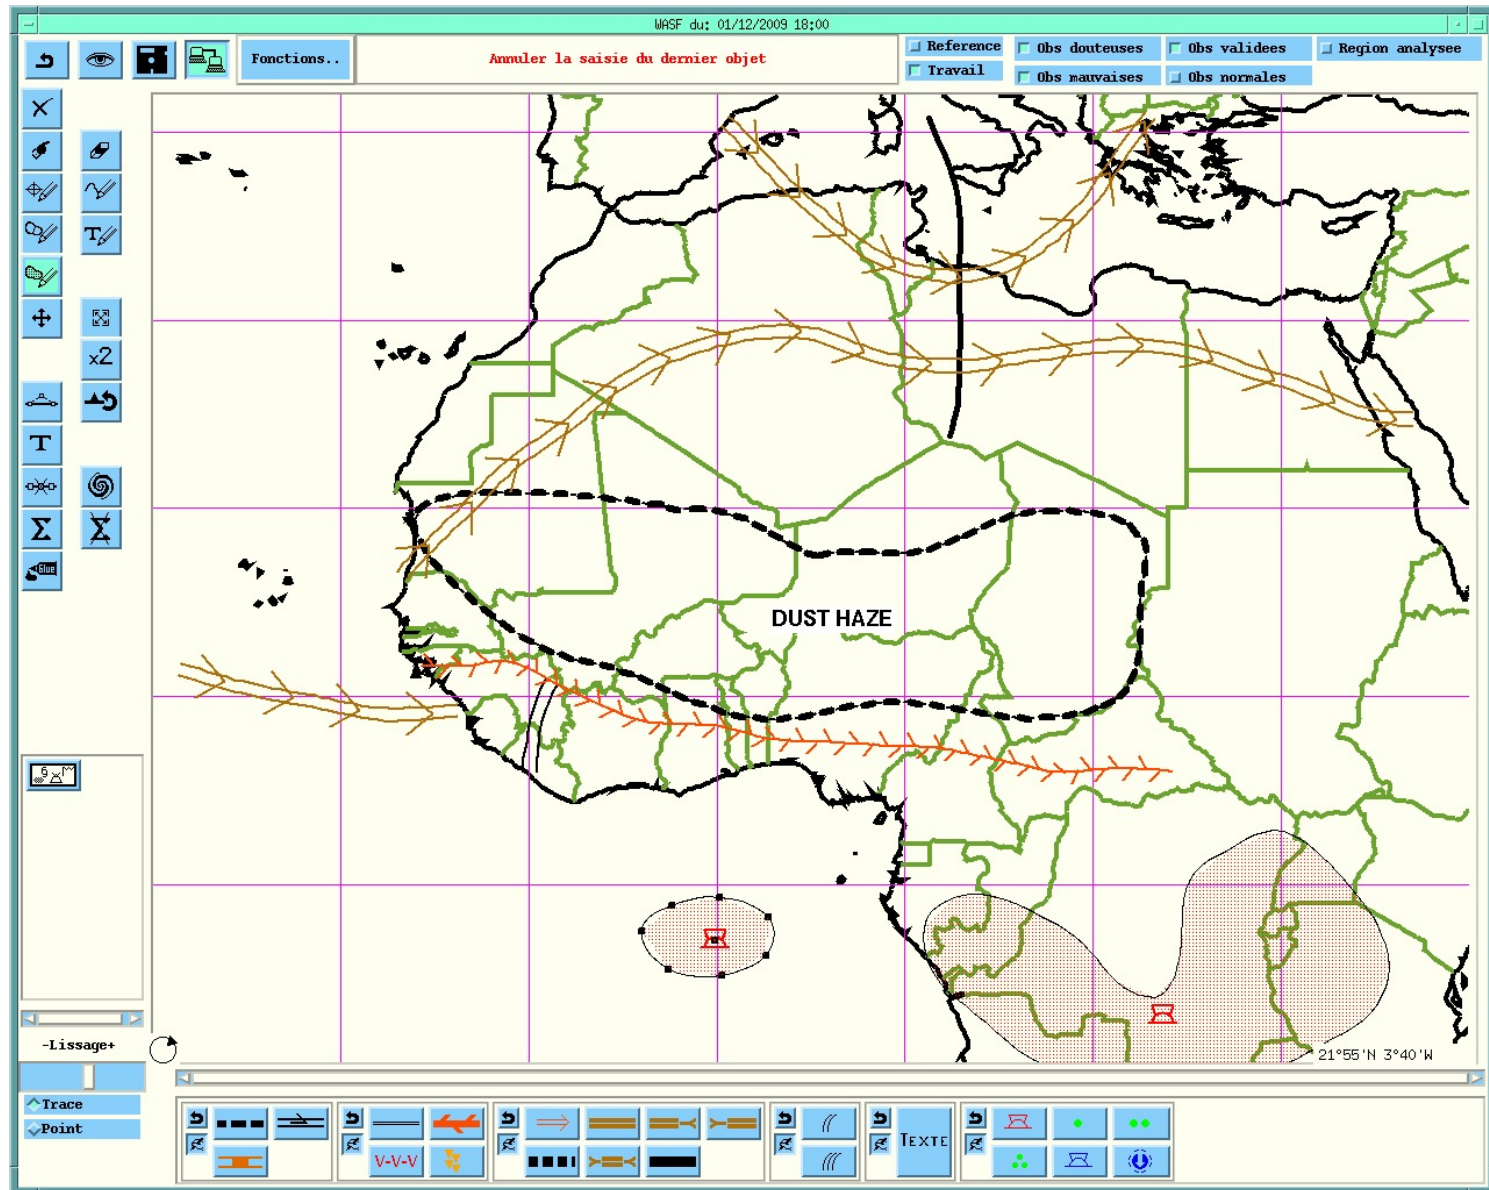 WASF du: 01/12/2009 18:00
Fonctions..
Annuler la saisie du dernier objet
Reference
Travail
Obs douteuses
Obs mauvaises
Obs validees
Obs normales
Region analysee
x2
T
T
Σ
Σ
Glue
DUST HAZE
-Lissage+
Trace
Point
21°55'N 3°40'W
V-V-V
TEXTE